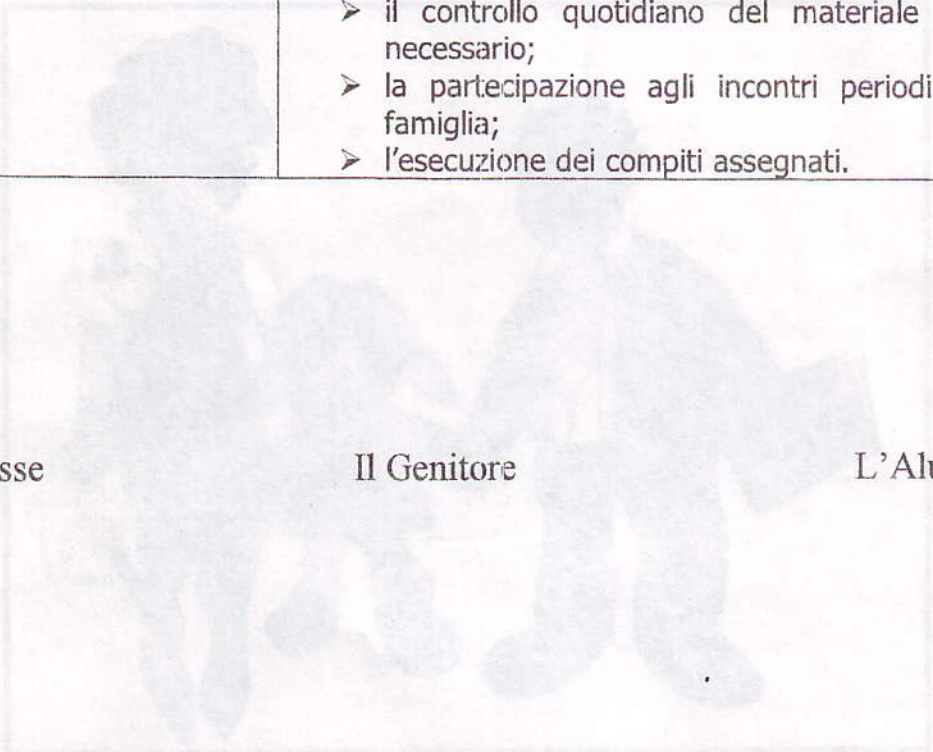 ➢ il controllo quotidiano del materiale
necessario;
➢ la partecipazione agli incontri periodi
famiglia;
➢ l'esecuzione dei compiti assegnati.
sse Il Genitore L'Alu